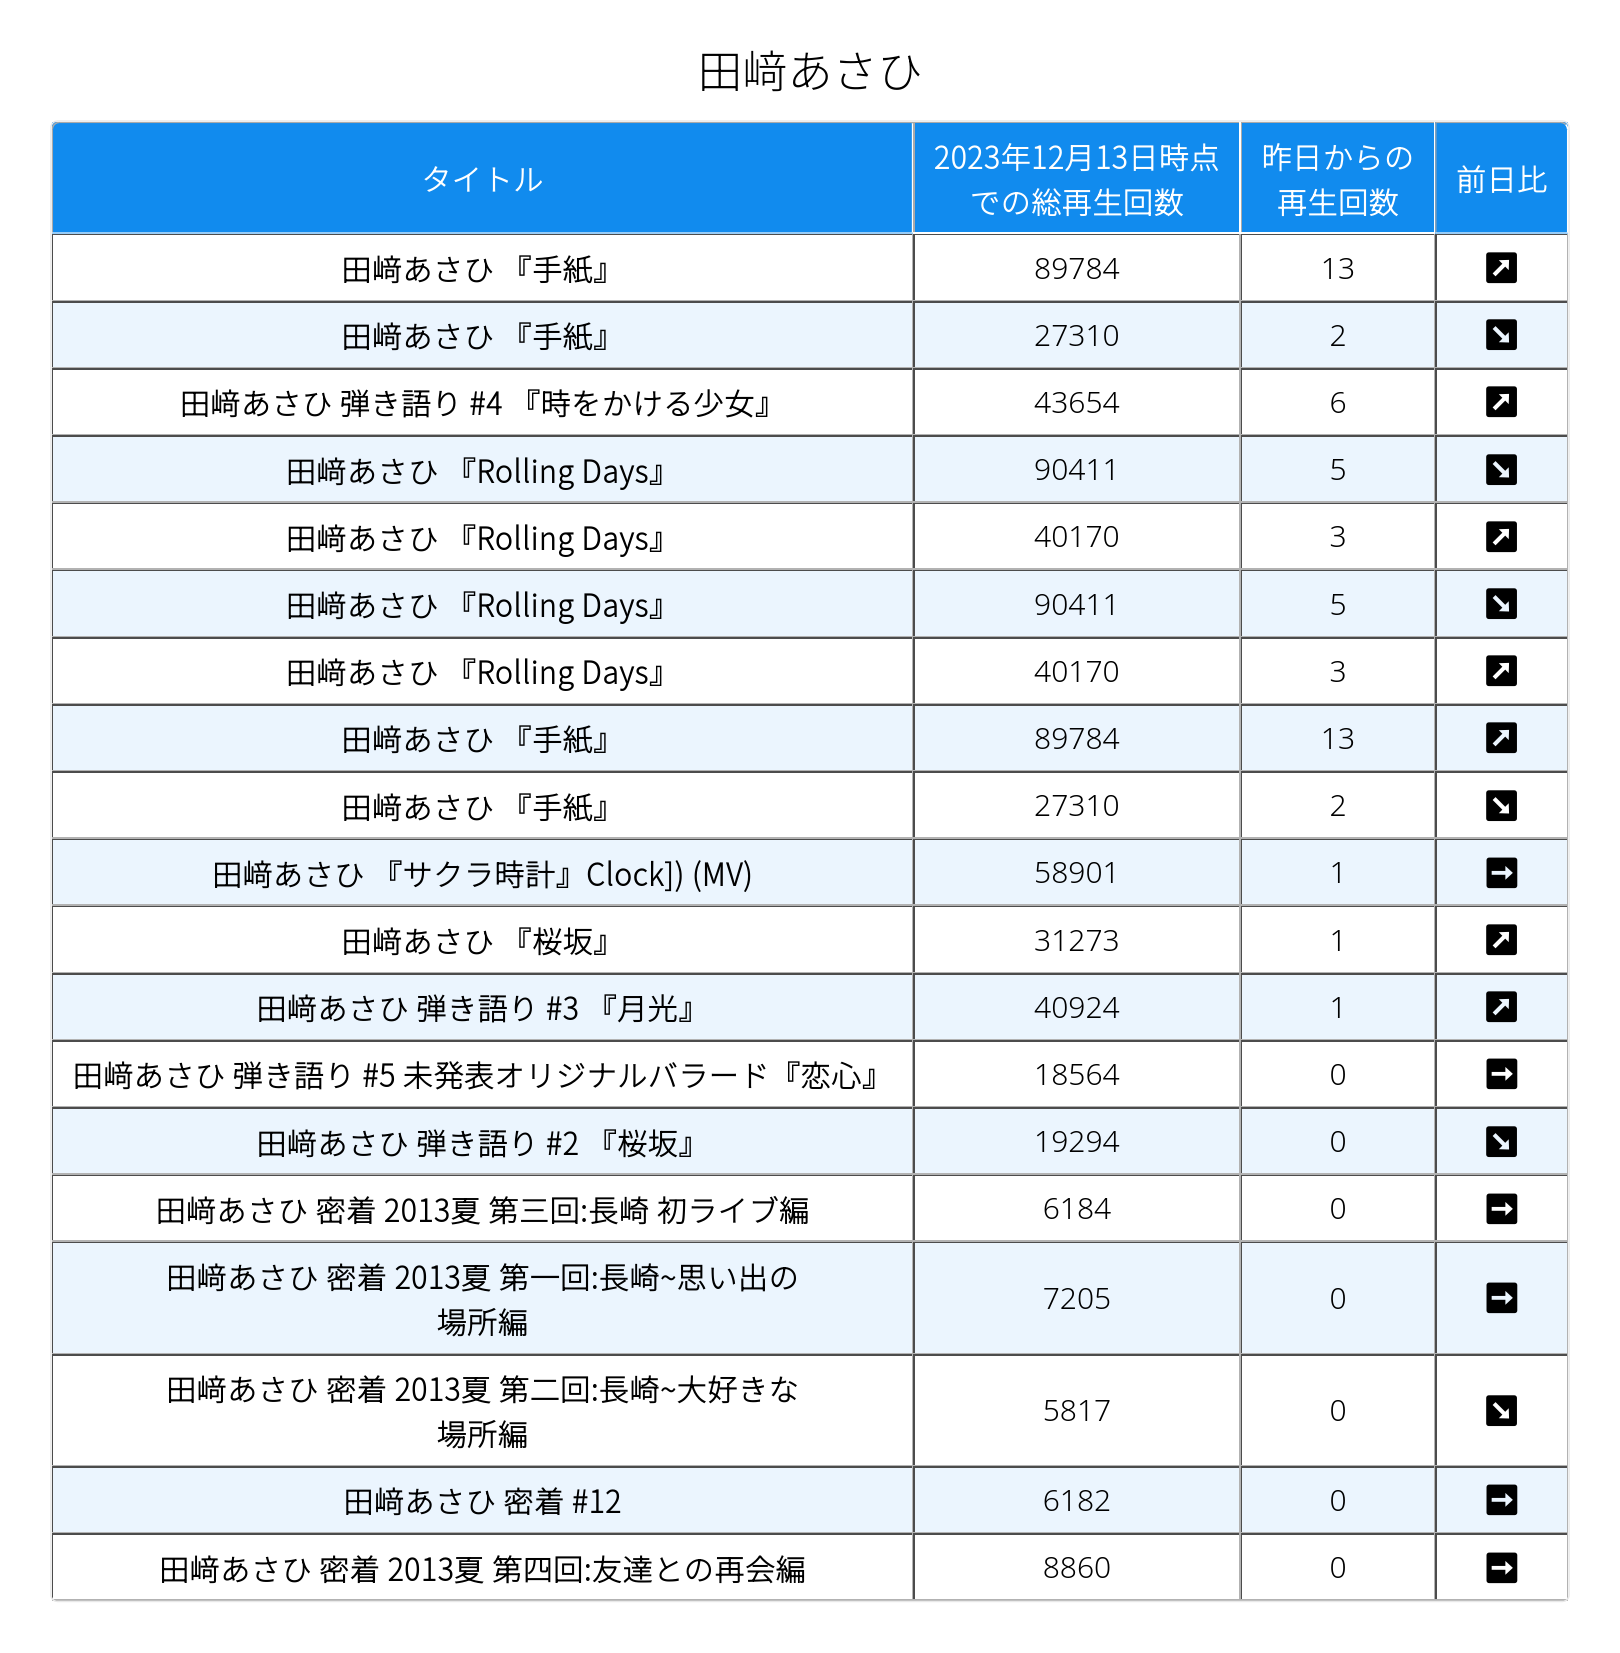 田﨑あさひ
タイトル 2023年12月13日時点 昨日からの 前日比
での総再生回数 再生回数
田﨑あさひ 『手紙』 89784 13 ↗
田﨑あさひ 『手紙』 27310 2 ↘
田﨑あさひ 弾き語り #4 『時をかける少女』 43654 6 ↗
田﨑あさひ 『Rolling Days』 90411 5 ↘
田﨑あさひ 『Rolling Days』 40170 3 ↗
田﨑あさひ 『Rolling Days』 90411 5 ↘
田﨑あさひ 『Rolling Days』 40170 3 ↗
田﨑あさひ 『手紙』 89784 13 ↗
田﨑あさひ 『手紙』 27310 2 ↘
田﨑あさひ 『サクラ時計』Clock]) (MV) 58901 1 →
田﨑あさひ 『桜坂』 31273 1 ↗
田﨑あさひ 弾き語り #3 『月光』 40924 1 ↗
田﨑あさひ 弾き語り #5 未発表オリジナルバラード『恋心』 18564 0 →
田﨑あさひ 弾き語り #2 『桜坂』 19294 0 ↘
田﨑あさひ 密着 2013夏 第三回:長崎 初ライブ編 6184 0 →
田﨑あさひ 密着 2013夏 第一回:長崎~思い出の
場所編 7205 0 →
田﨑あさひ 密着 2013夏 第二回:長崎~大好きな
場所編 5817 0 ↘
田﨑あさひ 密着 #12 6182 0 →
田﨑あさひ 密着 2013夏 第四回:友達との再会編 8860 0 →